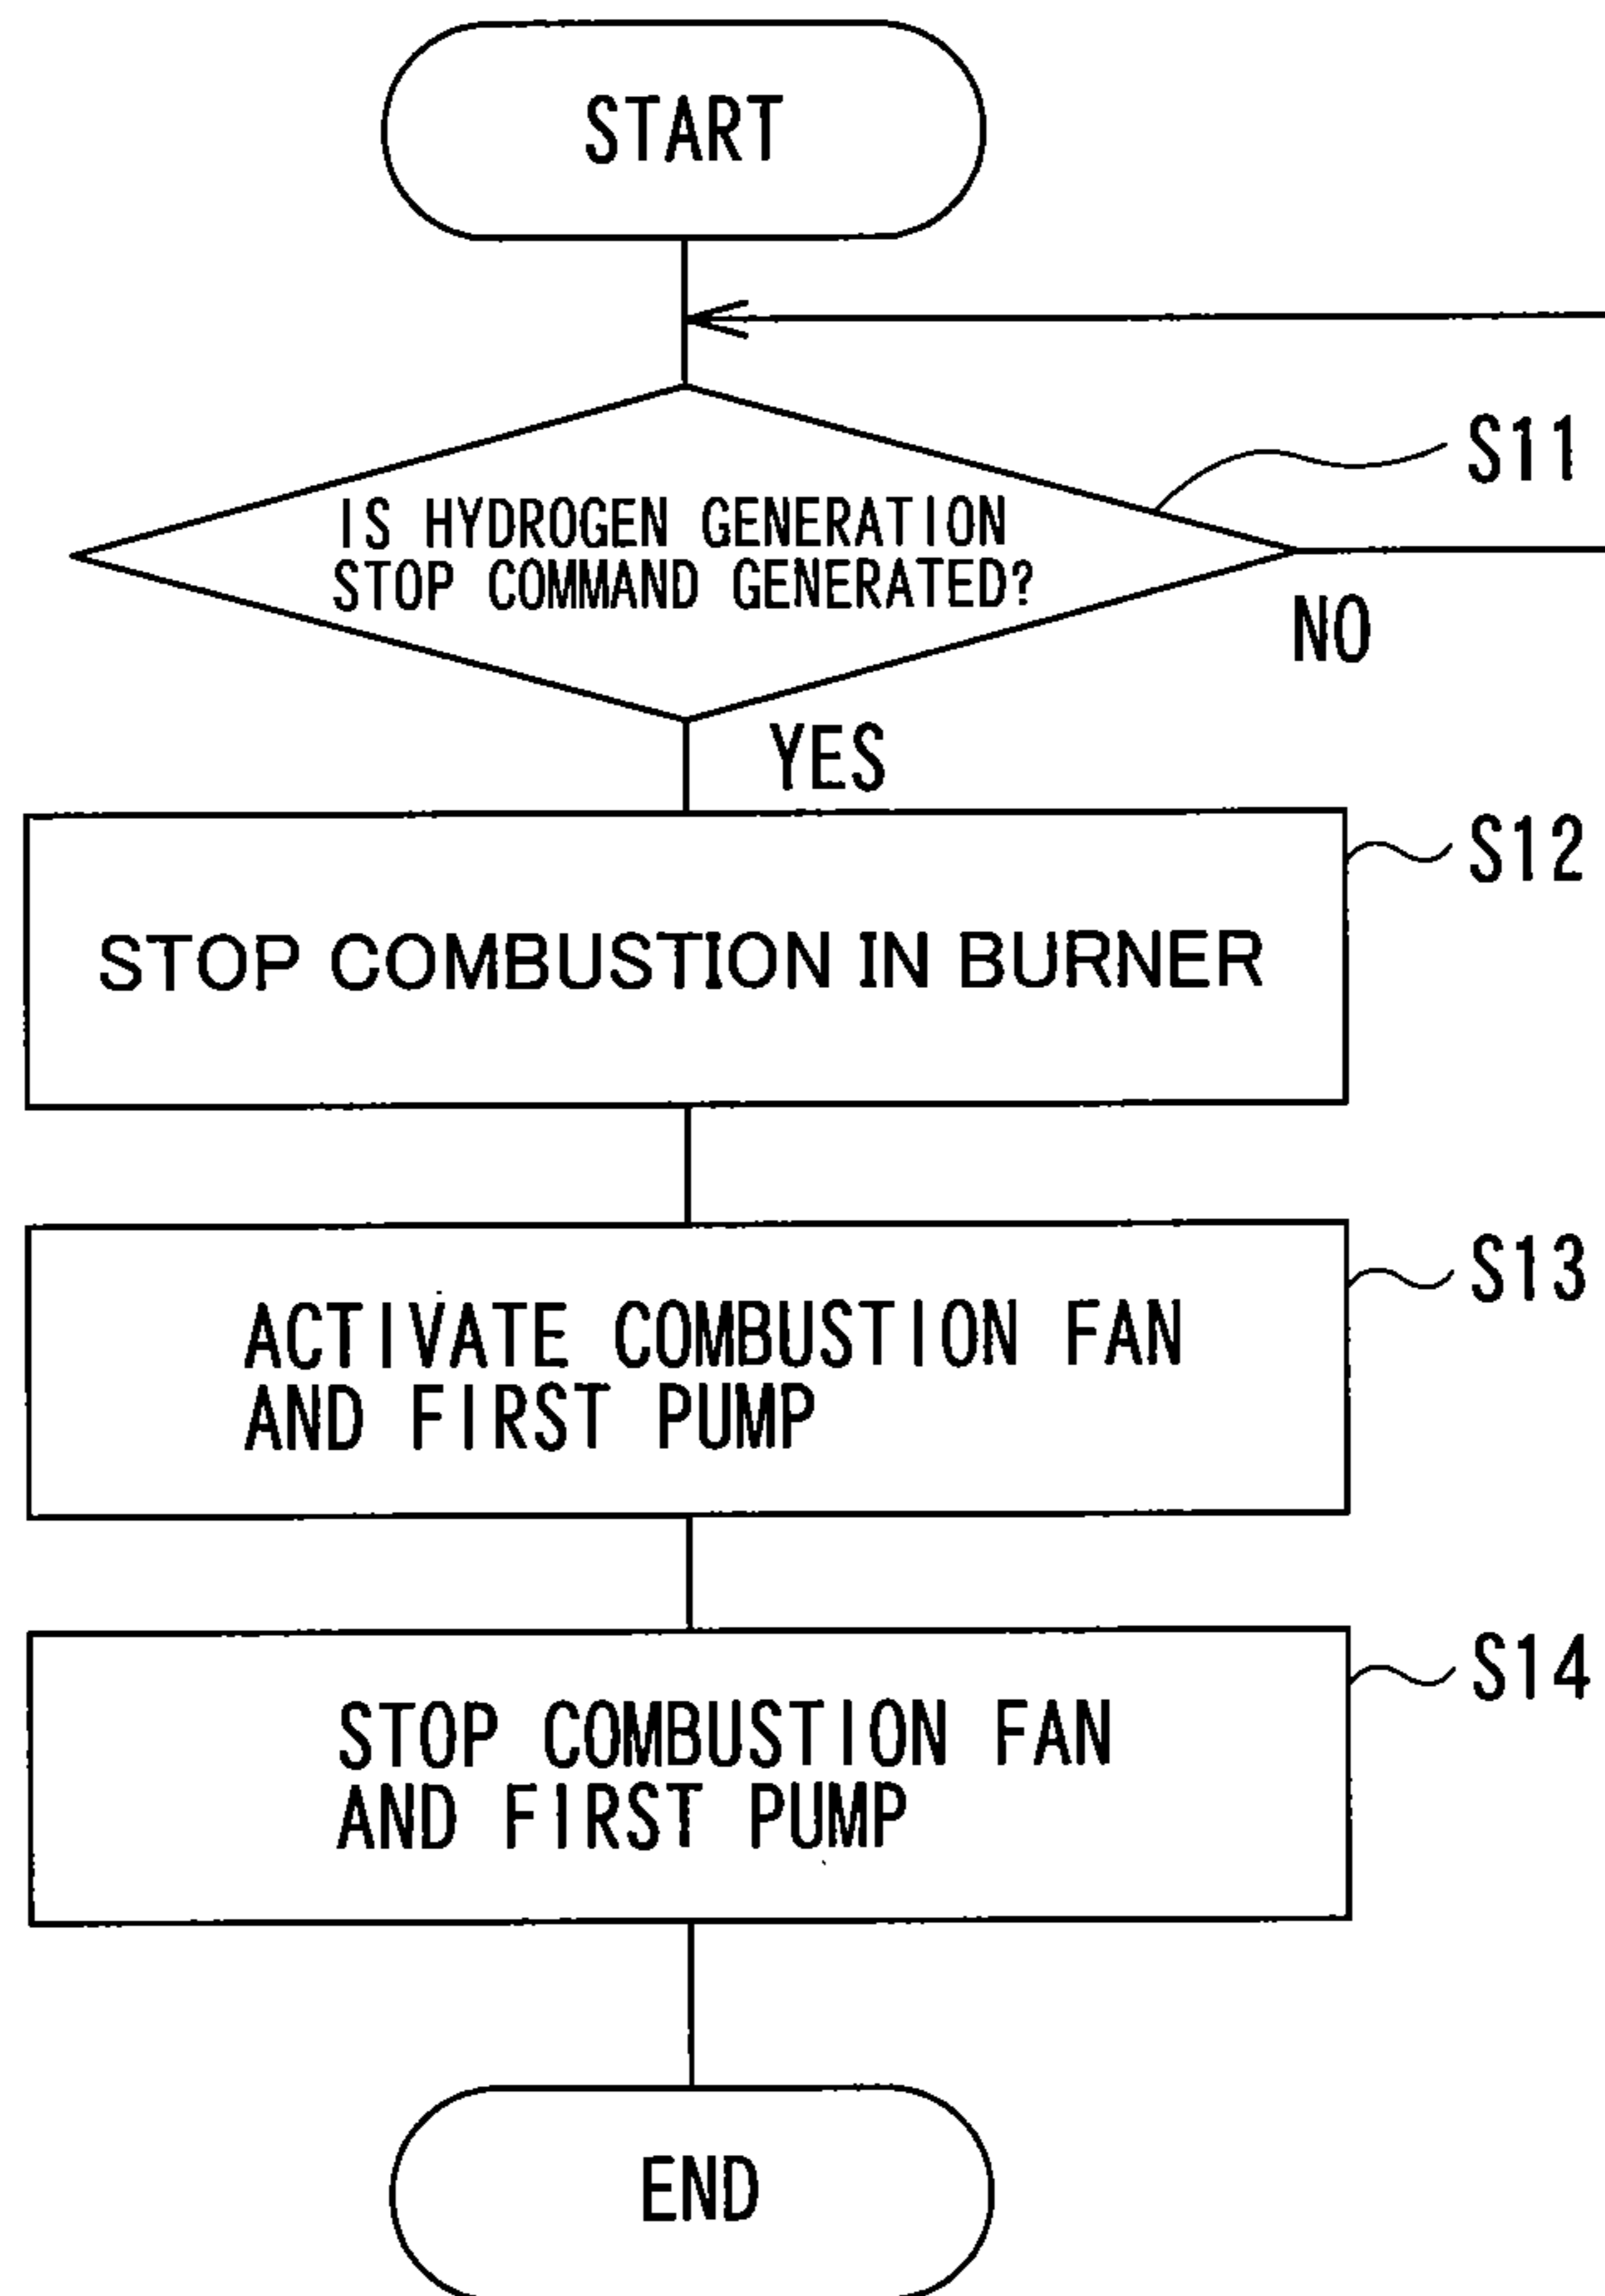 START
S11
IS HYDROGEN GENERATION
STOP COMMAND GENERATED?
NO
YES
S12
STOP COMBUSTION IN BURNER
S13
ACTIVATE COMBUSTION FAN
AND FIRST PUMP
S14
STOP COMBUSTION FAN
AND FIRST PUMP
END